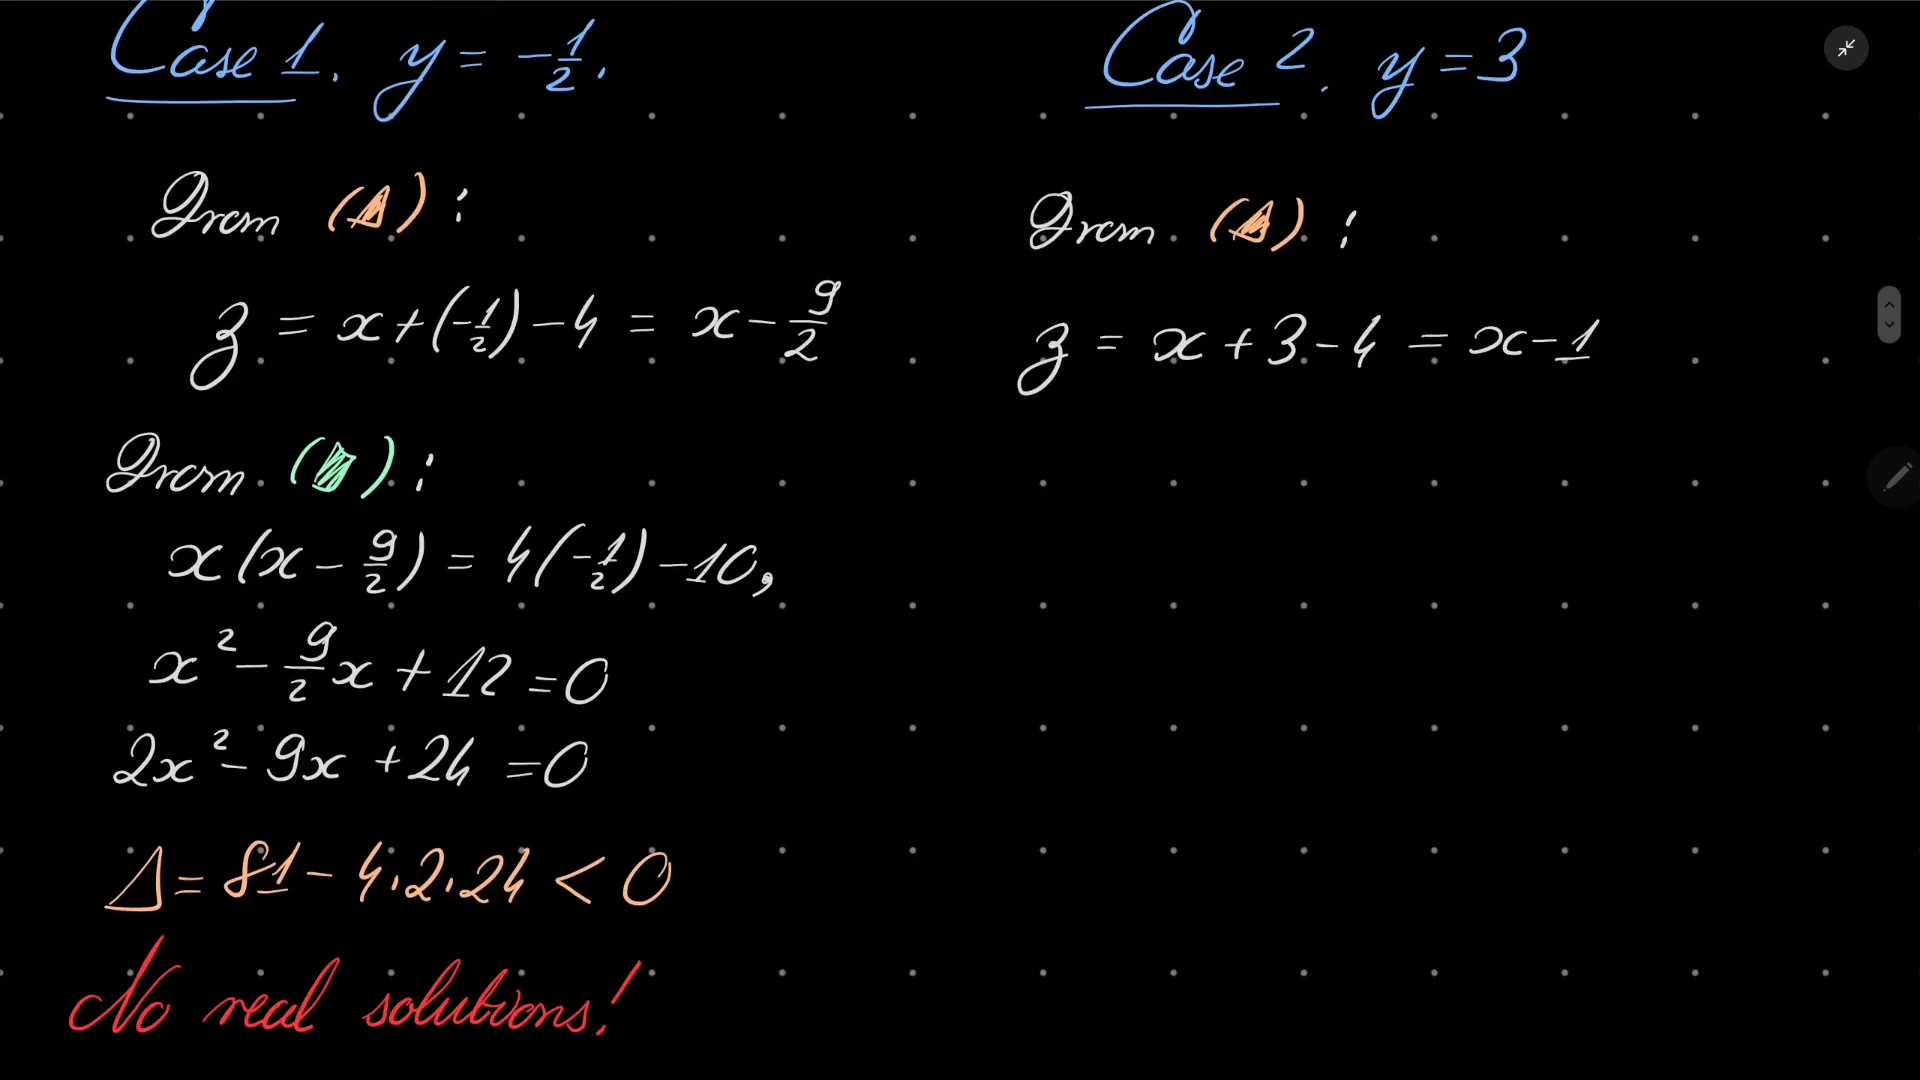 Case 1. y = -1/2.
From (Δ):
z = x + (-1/2) - 4 = x - 9/2
From (□):
x(x - 9/2) = 4(-1/2) - 10,
x² - 9/2 x + 12 = 0
2x² - 9x + 24 = 0
Δ = 81 - 4·2·24 < 0
No real solutions!
Case 2. y = 3
From (Δ):
z = x + 3 - 4 = x - 1